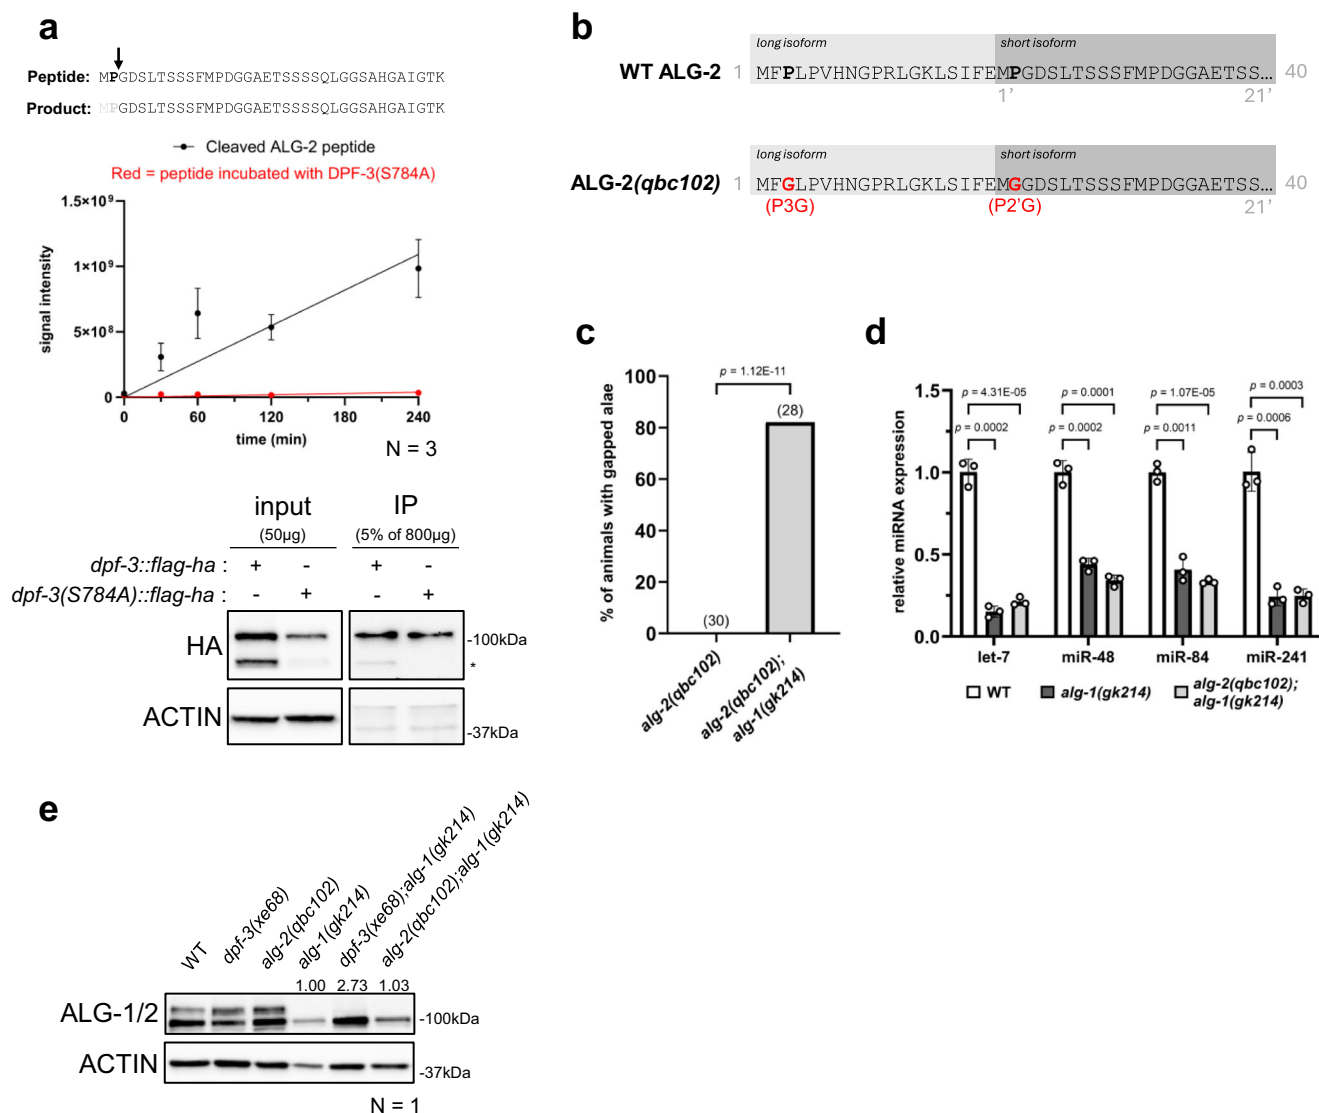 a
Peptide: MPGDSLTSSSFMPDGGAETSSSSQLGGSAHGAIGTK
Product: MPGDSLTSSSFMPDGGAETSSSSQLGGSAHGAIGTK
Cleaved ALG-2 peptide
Red = peptide incubated with DPF-3(S784A)
signal intensity
1.5×10⁹
1×10⁹
5×10⁸
0
0 60 120 180 240
time (min)
N = 3
input IP
(50µg) (5% of 800µg)
dpf-3::flag-ha : + - + -
dpf-3(S784A)::flag-ha : - + - +
HA
-100kDa
*
ACTIN
-37kDa
b
long isoform short isoform
WT ALG-2 1 MFPLPVHNGPRLGKLSIFEMPGDSLTSSSFMPDGGAETSS... 40
1' 21'
long isoform short isoform
ALG-2(qbc102) 1 MFGLPVHNGPRLGKLSIFEMGGDSLTSSSFMPDGGAETSS... 40
(P3G) (P2'G) 21'
c
% of animals with gapped alae
100
80
60
40
20
0
p = 1.12E-11
(30)
(28)
alg-2(qbc102)
alg-2(qbc102);
alg-1(gk214)
d
relative miRNA expression
1.5
1.0
0.5
0.0
p = 4.31E-05
p = 0.0002
p = 0.0001
p = 0.0002
p = 1.07E-05
p = 0.0011
p = 0.0003
p = 0.0006
let-7 miR-48 miR-84 miR-241
WT alg-1(gk214) alg-2(qbc102);
alg-1(gk214)
e
WT
dpf-3(xe68)
alg-2(qbc102)
alg-1(gk214)
dpf-3(xe68);alg-1(gk214)
alg-2(qbc102);alg-1(gk214)
1.00 2.73 1.03
ALG-1/2
-100kDa
ACTIN
-37kDa
N = 1